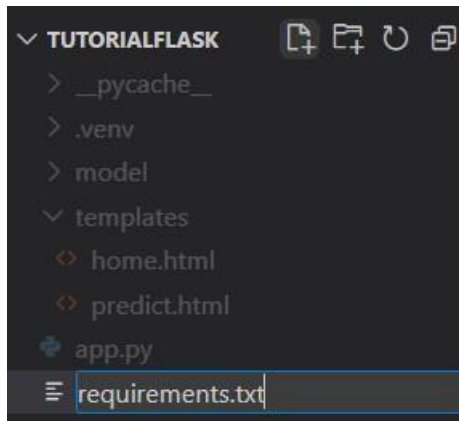 TUTORIALFLASK
__pycache__
.venv
model
templates
home.html
predict.html
app.py
requirements.txt